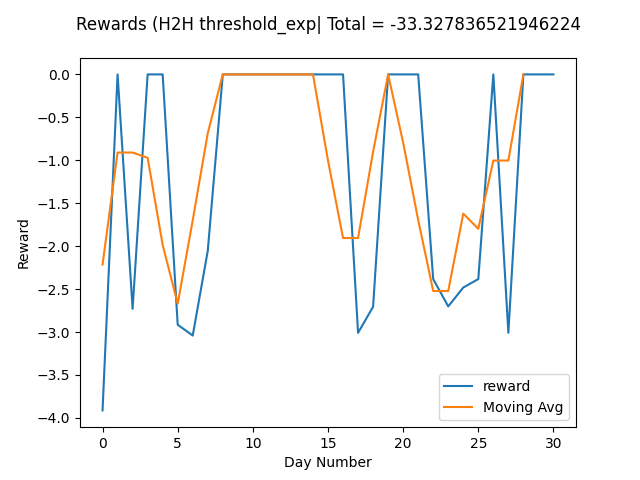 Rewards (H2H threshold_exp| Total = -33.327836521946224
0.0
−0.5
−1.0
−1.5
−2.0
−2.5
−3.0
−3.5
−4.0
Reward
reward
Moving Avg
0 5 10 15 20 25 30
Day Number